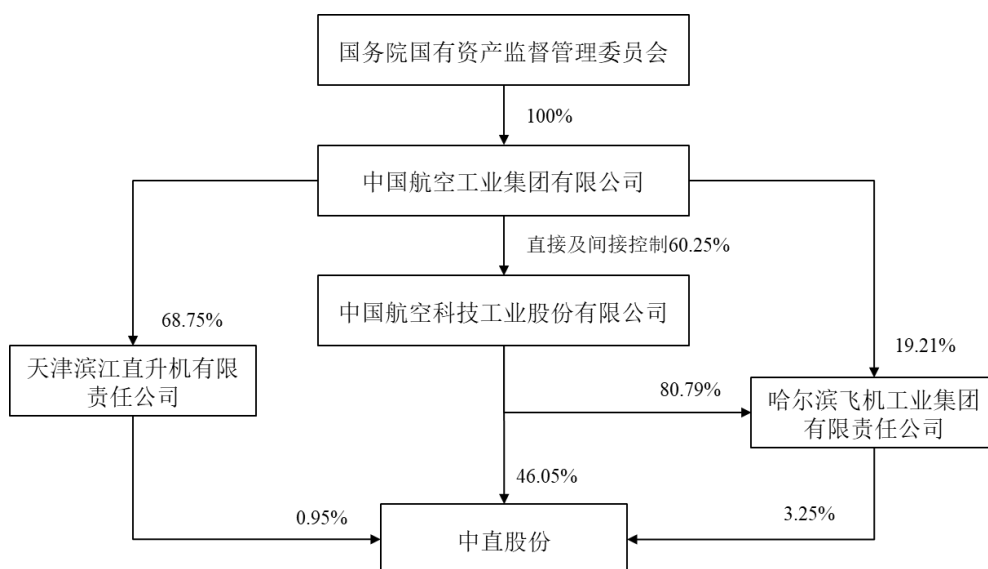 国务院国有资产监督管理委员会
100%
中国航空工业集团有限公司
直接及间接控制60.25%
中国航空科技工业股份有限公司
68.75%
19.21%
天津滨江直升机有限
责任公司
80.79%
哈尔滨飞机工业集团
有限责任公司
46.05%
0.95%
3.25%
中直股份